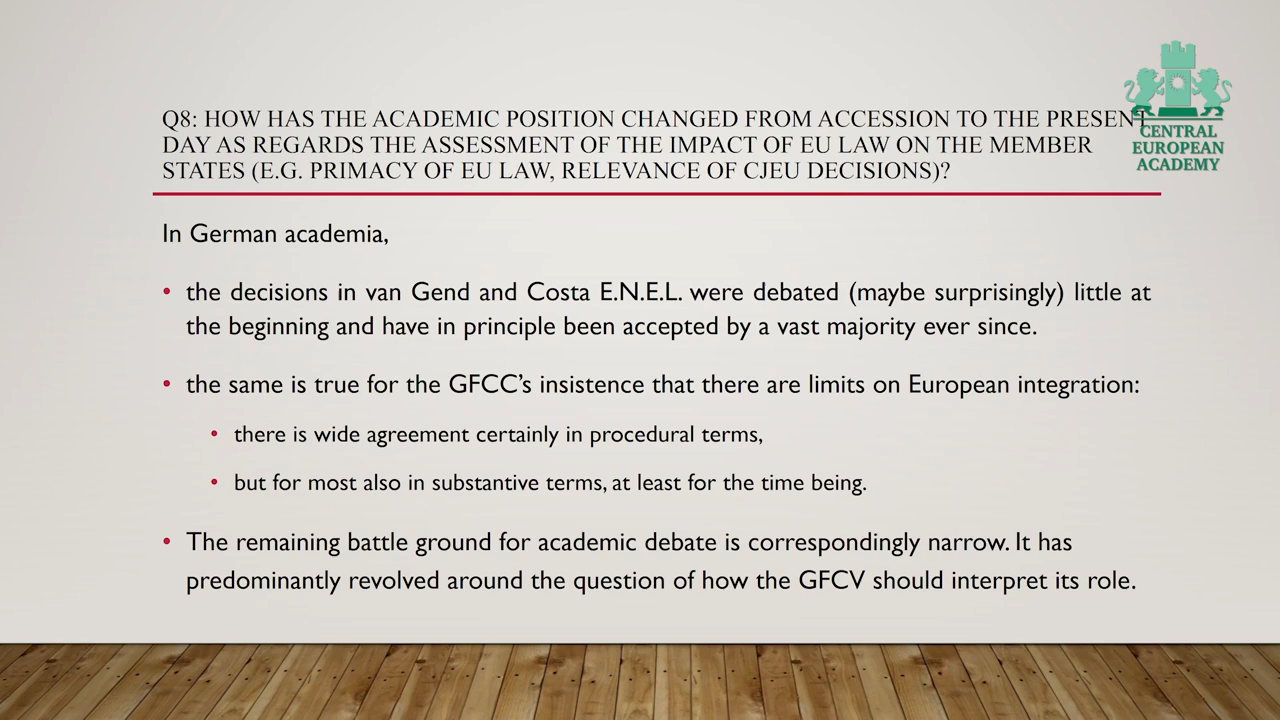 Q8: HOW HAS THE ACADEMIC POSITION CHANGED FROM ACCESSION TO THE PRESENT
DAY AS REGARDS THE ASSESSMENT OF THE IMPACT OF EU LAW ON THE MEMBER
STATES (E.G. PRIMACY OF EU LAW, RELEVANCE OF CJEU DECISIONS)?
CENTRAL
EUROPEAN
ACADEMY
In German academia,
• the decisions in van Gend and Costa E.N.E.L. were debated (maybe surprisingly) little at
the beginning and have in principle been accepted by a vast majority ever since.
• the same is true for the GFCC’s insistence that there are limits on European integration:
• there is wide agreement certainly in procedural terms,
• but for most also in substantive terms, at least for the time being.
• The remaining battle ground for academic debate is correspondingly narrow. It has
predominantly revolved around the question of how the GFCV should interpret its role.